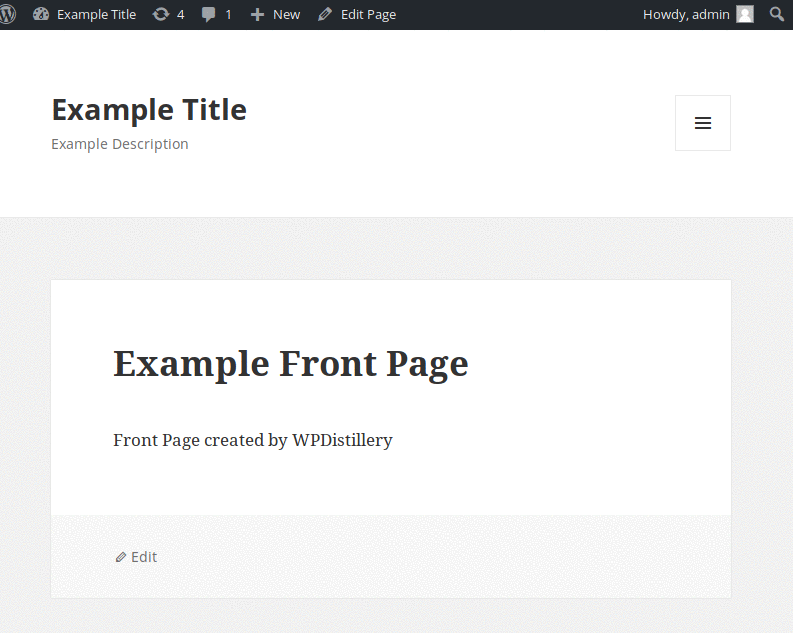 Example Title 4 1 New Edit Page Howdy, admin
Example Title
Example Description
Example Front Page
Front Page created by WPDistillery
Edit